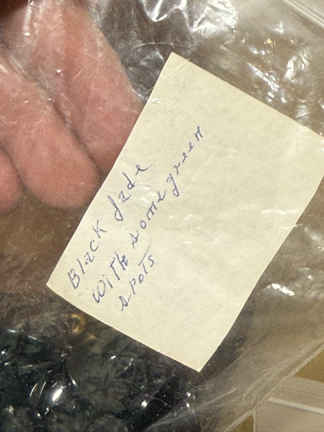 Black Jade
with some green
spots